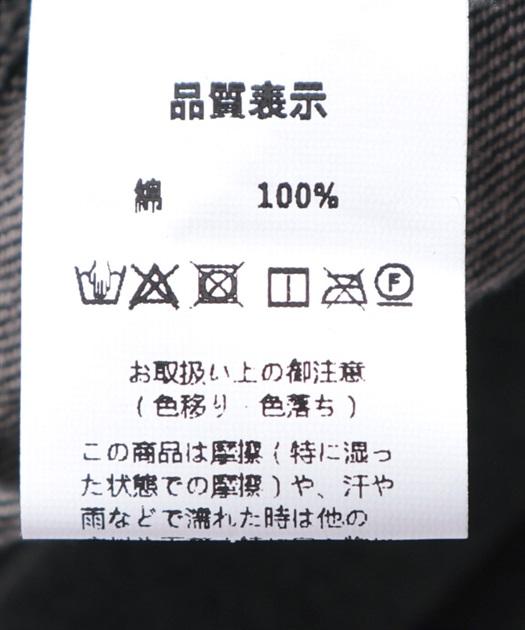 品質表示
綿 100%
F
お取扱い上の御注意
(色移り・色落ち)
この商品は摩擦(特に湿っ
た状態での摩擦)や、汗や
雨などで濡れた時は他の